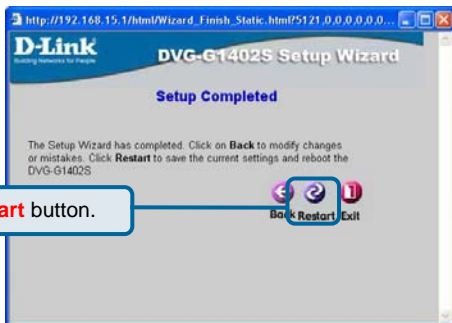 http://192.168.15.1/html/Wizard_Finish_Static.html?5121,0,0,0,0,0,0...
D-Link
Building Networks for People
DVG-G1402S Setup Wizard
Setup Completed
The Setup Wizard has completed. Click on Back to modify changes
or mistakes. Click Restart to save the current settings and reboot the
DVG-G1402S
art button.
Back Restart Exit